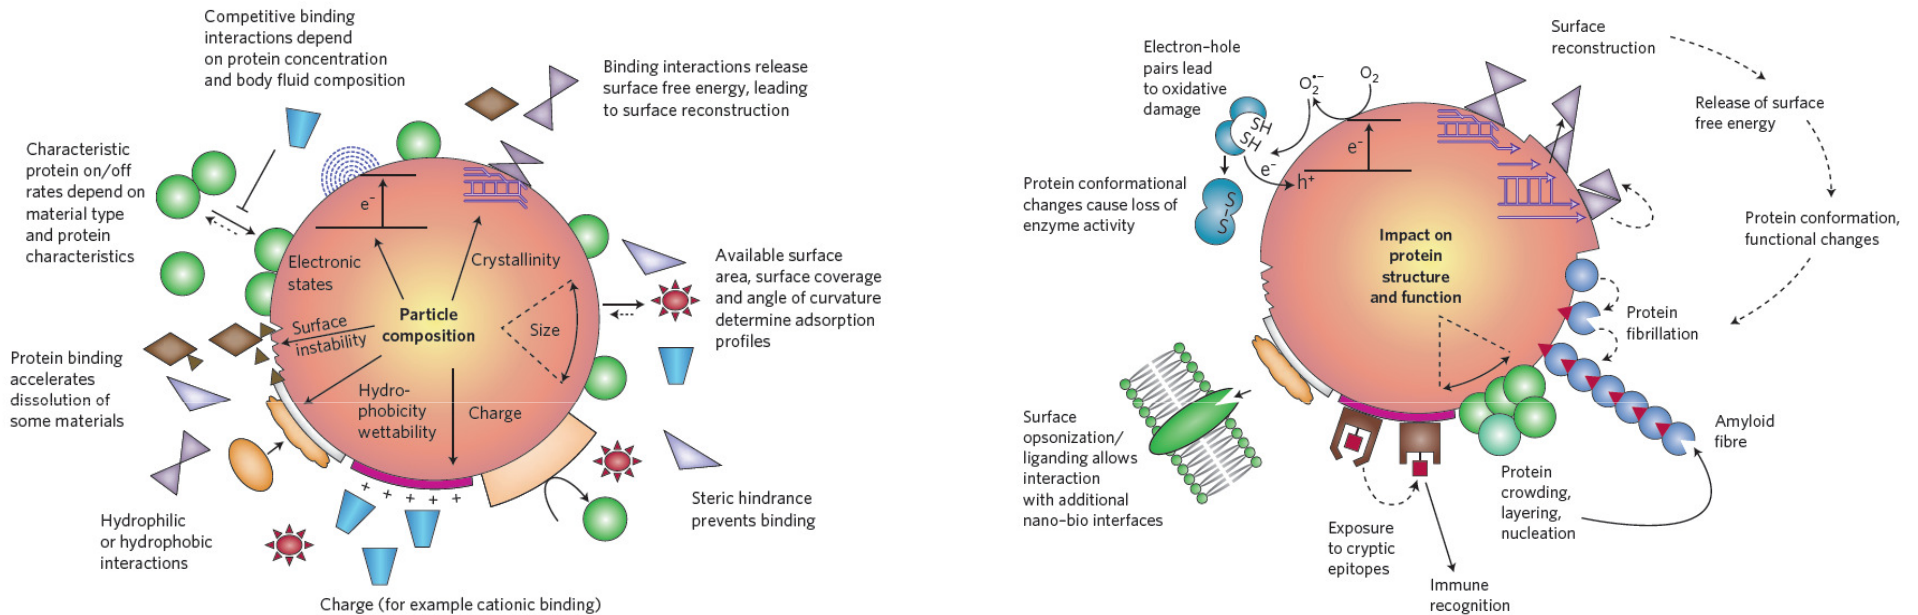 Competitive binding
interactions depend
on protein concentration
and body fluid composition
Binding interactions release
surface free energy, leading
to surface reconstruction
Characteristic
protein on/off
rates depend on
material type
and protein
characteristics
e-
Electronic
states
Crystallinity
Available surface
area, surface coverage
and angle of curvature
determine adsorption
profiles
Particle
composition
Size
Surface
instability
Protein binding
accelerates
dissolution of
some materials
Hydro-
phobicity
wettability
Charge
+ + + + +
Steric hindrance
prevents binding
Hydrophilic
or hydrophobic
interactions
Charge (for example cationic binding)
Surface
reconstruction
Electron–hole
pairs lead
to oxidative
damage
O2•–
O2
SH
SH
e-
e-
h+
Release of surface
free energy
Protein conformational
changes cause loss of
enzyme activity
S
S
Protein conformation,
functional changes
Impact on
protein
structure
and function
Protein
fibrillation
Surface
opsonization/
liganding allows
interaction
with additional
nano–bio interfaces
Amyloid
fibre
Protein
crowding,
layering,
nucleation
Exposure
to cryptic
epitopes
Immune
recognition